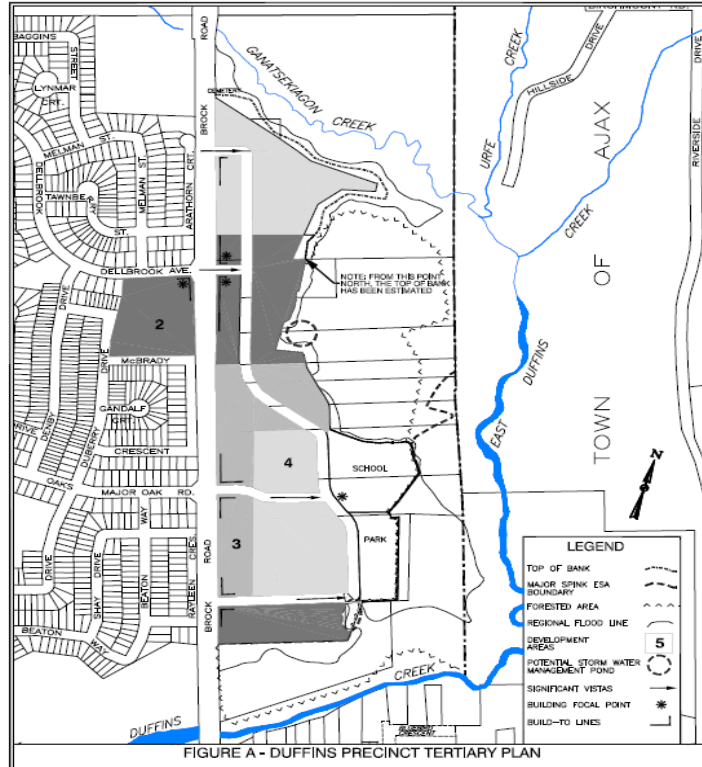 BAGGINS
STREET
LYNMAR
CRT.
MELMAN ST.
DELLBROOK
TAWNBERRY
ST.
MELMAN ST.
ARATHORN CRT.
ROAD
BROCK
CEMETERY
GANATSEKIAGON
CREEK
URFE
CREEK
HILLSIDE
DRIVE
DRIVE
RIVERSIDE
TOWN OF AJAX
CREEK
DELLBROOK AVE.
NOTE: FROM THIS POINT
NORTH, THE TOP OF BANK
HAS BEEN ESTIMATED
2
DRIVE
McBRADY
GANDALF
CRT.
DENBY
DRIVE
DUBERRY
CRESCENT
OAKS
MAJOR OAK RD.
4
SCHOOL
3
PARK
EAST
DUFFINS
N
DRIVE
SHAY
BEATON
WAY
RAYLEEN CRES.
BEATON
WAY
ROAD
BROCK
DUFFINS
CREEK
CRESCENT
LEGEND
TOP OF BANK
MAJOR SPINK ESA
BOUNDARY
FORESTED AREA
REGIONAL FLOOD LINE
DEVELOPMENT
AREAS
5
POTENTIAL STORM WATER
MANAGEMENT POND
SIGNIFICANT VISTAS
BUILDING FOCAL POINT
BUILD-TO LINES
FIGURE A - DUFFINS PRECINCT TERTIARY PLAN